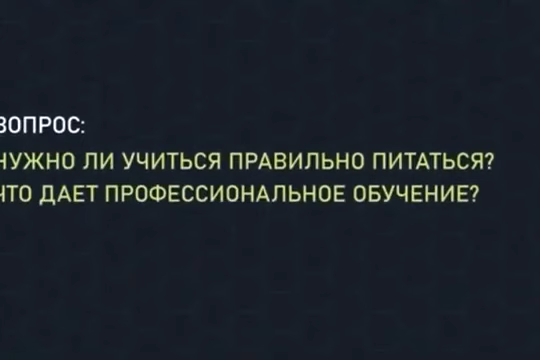 ВОПРОС:
НУЖНО ЛИ УЧИТЬСЯ ПРАВИЛЬНО ПИТАТЬСЯ?
ЧТО ДАЕТ ПРОФЕССИОНАЛЬНОЕ ОБУЧЕНИЕ?